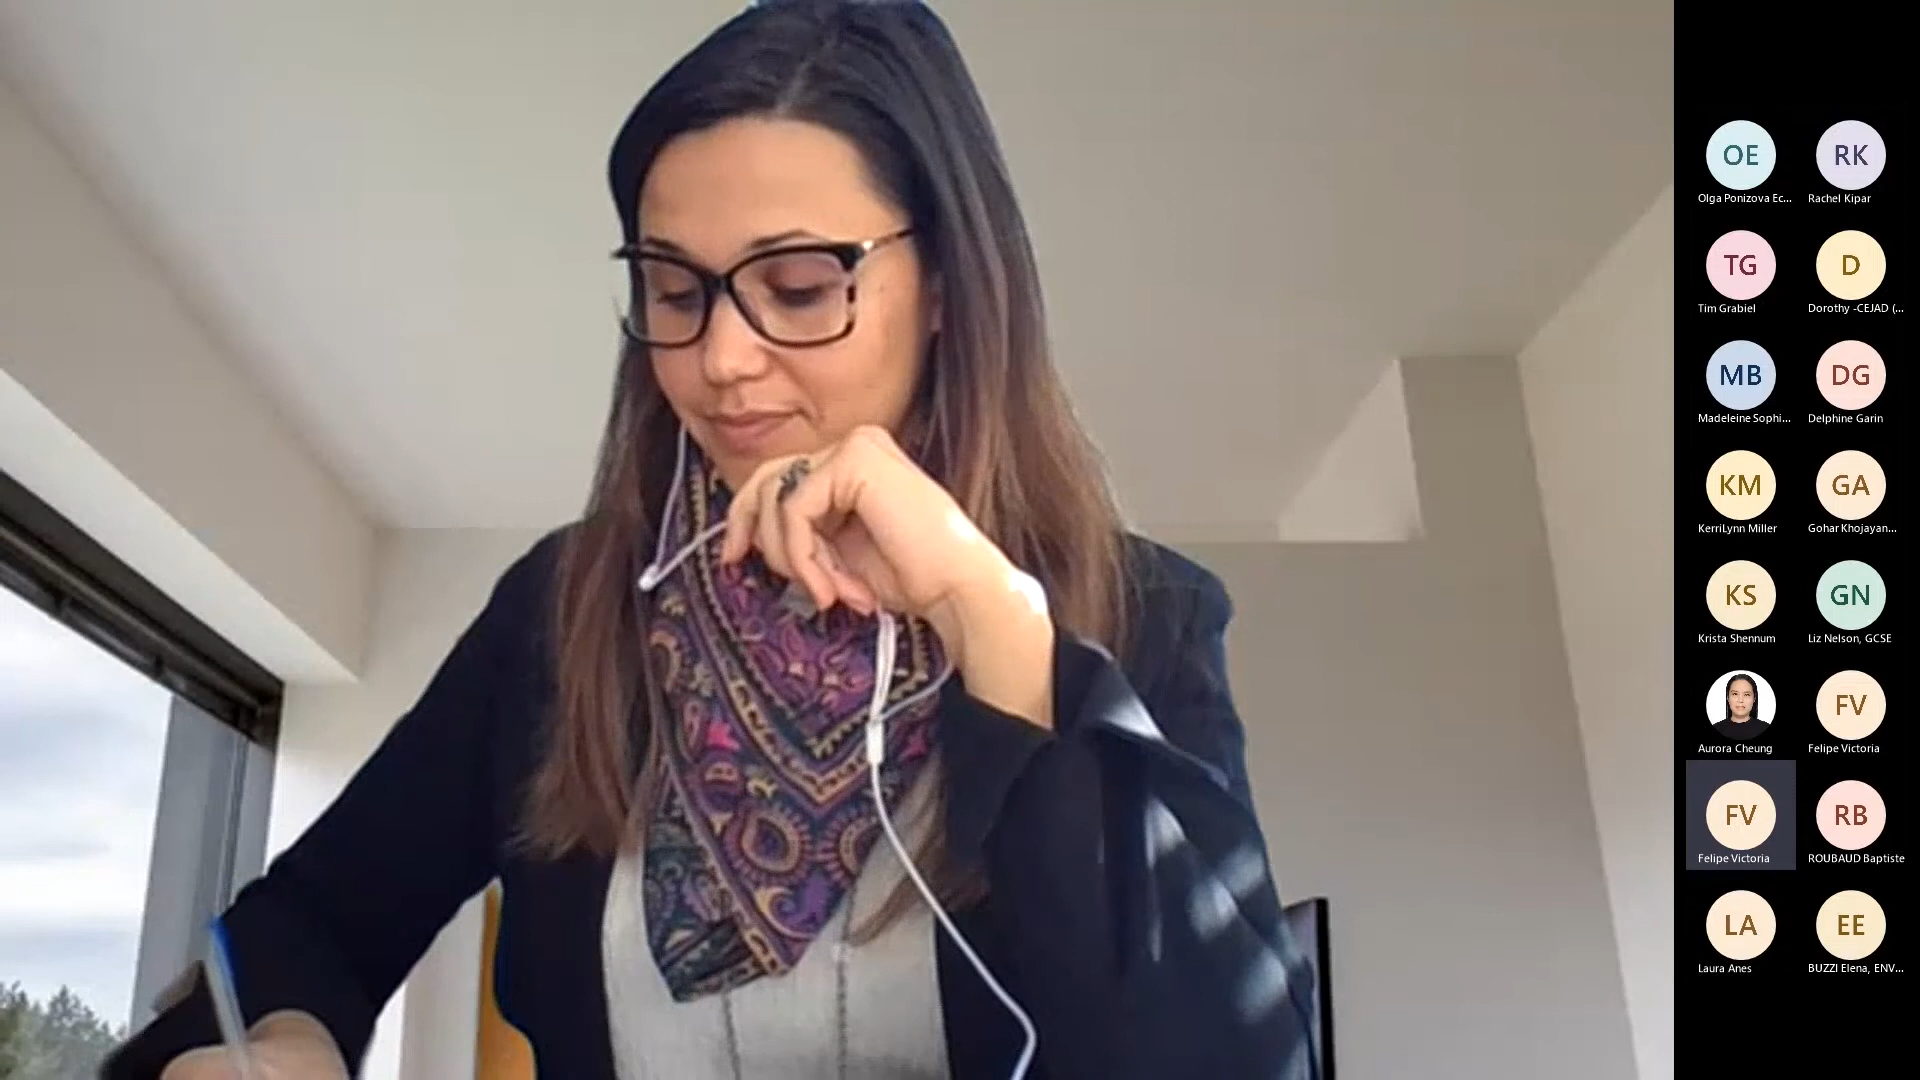 OE RK
Olga Ponizova Ec... Rachel Kipar
TG D
Tim Grabiel Dorothy -CEJAD (...
MB DG
Madeleine Sophi... Delphine Garin
KM GA
KerriLynn Miller Gohar Khojayan...
KS GN
Krista Shennum Liz Nelson, GCSE
Aurora Cheung FV
Felipe Victoria
FV RB
Felipe Victoria ROUBAUD Baptiste
LA EE
Laura Anes BUZZI Elena, ENV...